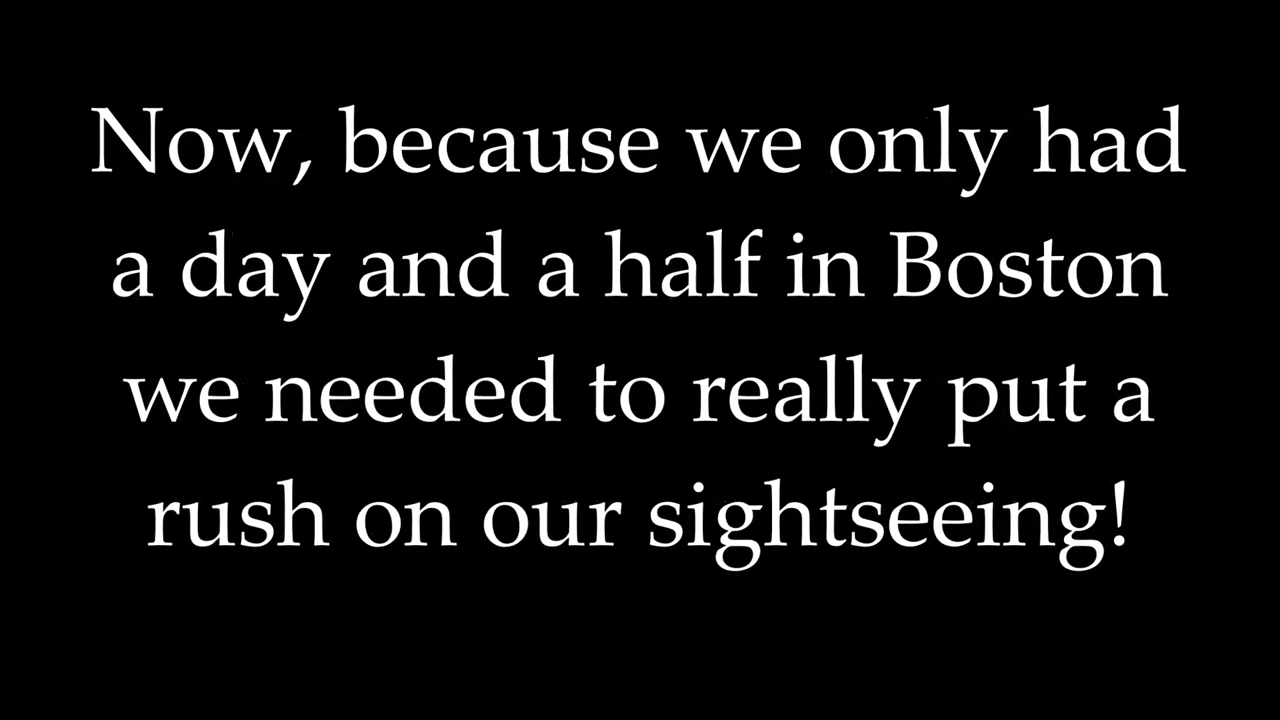 Now, because we only had
a day and a half in Boston
we needed to really put a
rush on our sightseeing!